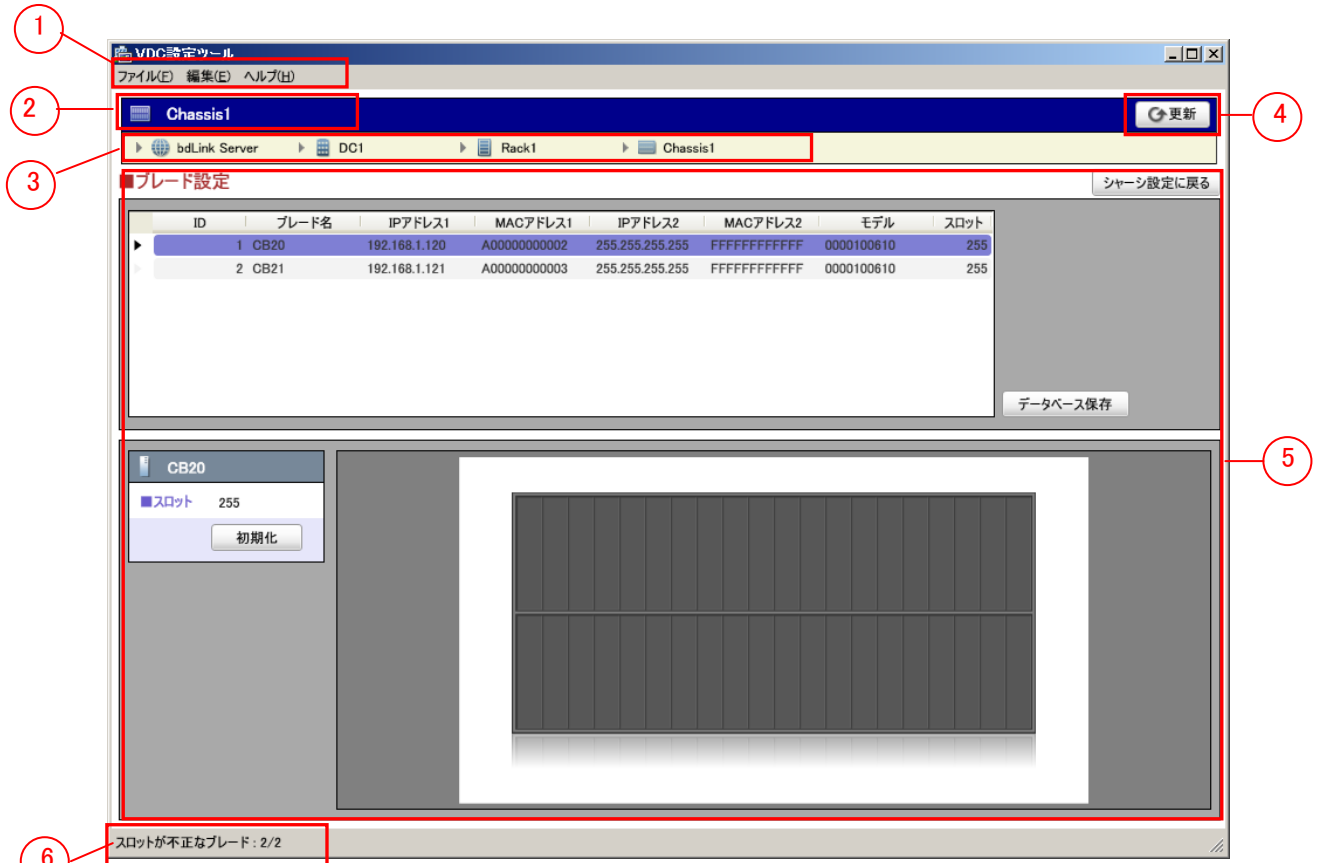 1
VDC設定ツール
ファイル(F) 編集(E) ヘルプ(H)
2
Chassis1
更新
4
bdLink Server DC1 Rack1 Chassis1
3
■ブレード設定
シャーシ設定に戻る
ID ブレード名 IPアドレス1 MACアドレス1 IPアドレス2 MACアドレス2 モデル スロット
1 CB20 192.168.1.120 A00000000002 255.255.255.255 FFFFFFFFFFFF 0000100610 255
2 CB21 192.168.1.121 A00000000003 255.255.255.255 FFFFFFFFFFFF 0000100610 255
データベース保存
CB20
5
■スロット 255
初期化
スロットが不正なブレード : 2/2
6